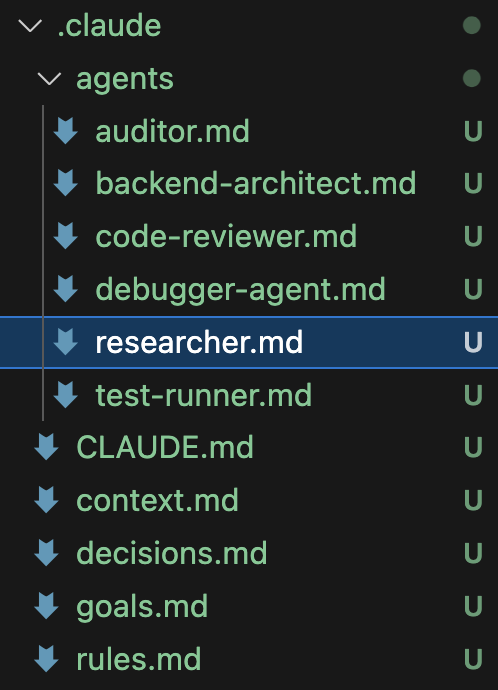 .claude
agents
auditor.md U
backend-architect.md U
code-reviewer.md U
debugger-agent.md U
researcher.md U
test-runner.md U
CLAUDE.md U
context.md U
decisions.md U
goals.md U
rules.md U